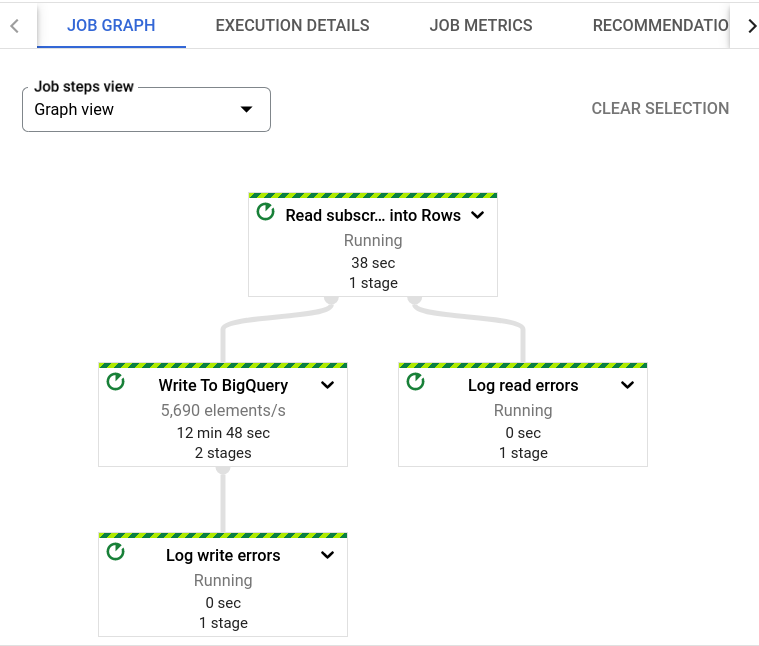 JOB GRAPH
EXECUTION DETAILS
JOB METRICS
RECOMMENDATIO
Job steps view
Graph view
CLEAR SELECTION
Read subscr... into Rows
Running
38 sec
1 stage
Write To BigQuery
5,690 elements/s
12 min 48 sec
2 stages
Log read errors
Running
0 sec
1 stage
Log write errors
Running
0 sec
1 stage